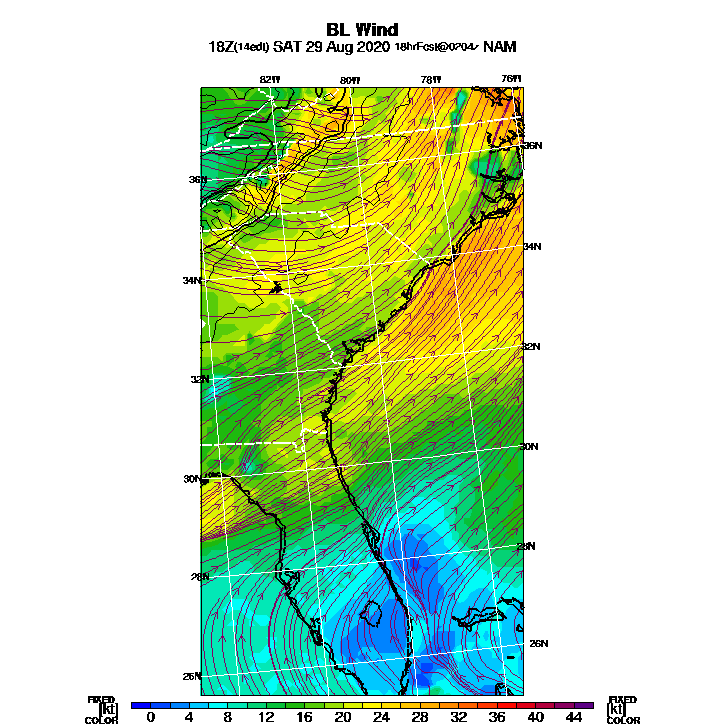 BL Wind
18Z(14edt) SAT 29 Aug 2020 18hrFcst@0204z NAM
82W 80W 78W 76W
36N
36N
34N
34N
32N
32N
30N
30N
28N
28N
26N
26N
FIXED FIXED
[kt] 0 4 8 12 16 20 24 28 32 36 40 44 [kt]
COLOR COLOR